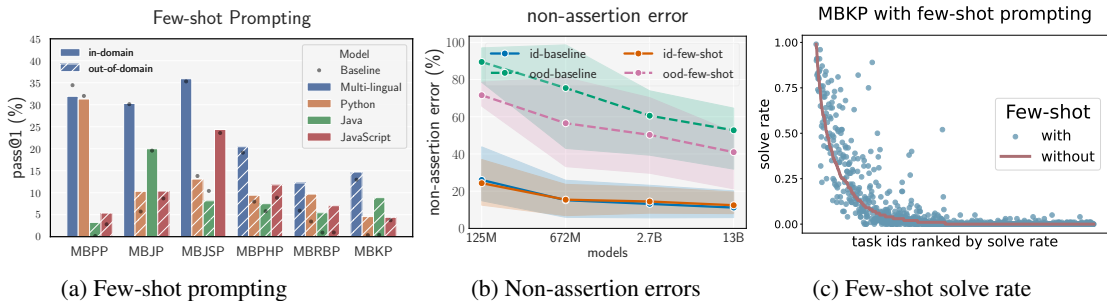 Few-shot Prompting
pass@1 (%)
45
40
35
30
25
20
15
10
5
0
in-domain
out-of-domain
Model
Baseline
Multi-lingual
Python
Java
JavaScript
MBPP MBJP MBJSP MBPHP MBRBP MBKP
(a) Few-shot prompting
non-assertion error
non-assertion error (%)
100
80
60
40
20
0
id-baseline
ood-baseline
id-few-shot
ood-few-shot
125M 672M 2.7B 13B
models
(b) Non-assertion errors
MBKP with few-shot prompting
solve rate
1.00
0.75
0.50
0.25
0.00
Few-shot
with
without
task ids ranked by solve rate
(c) Few-shot solve rate